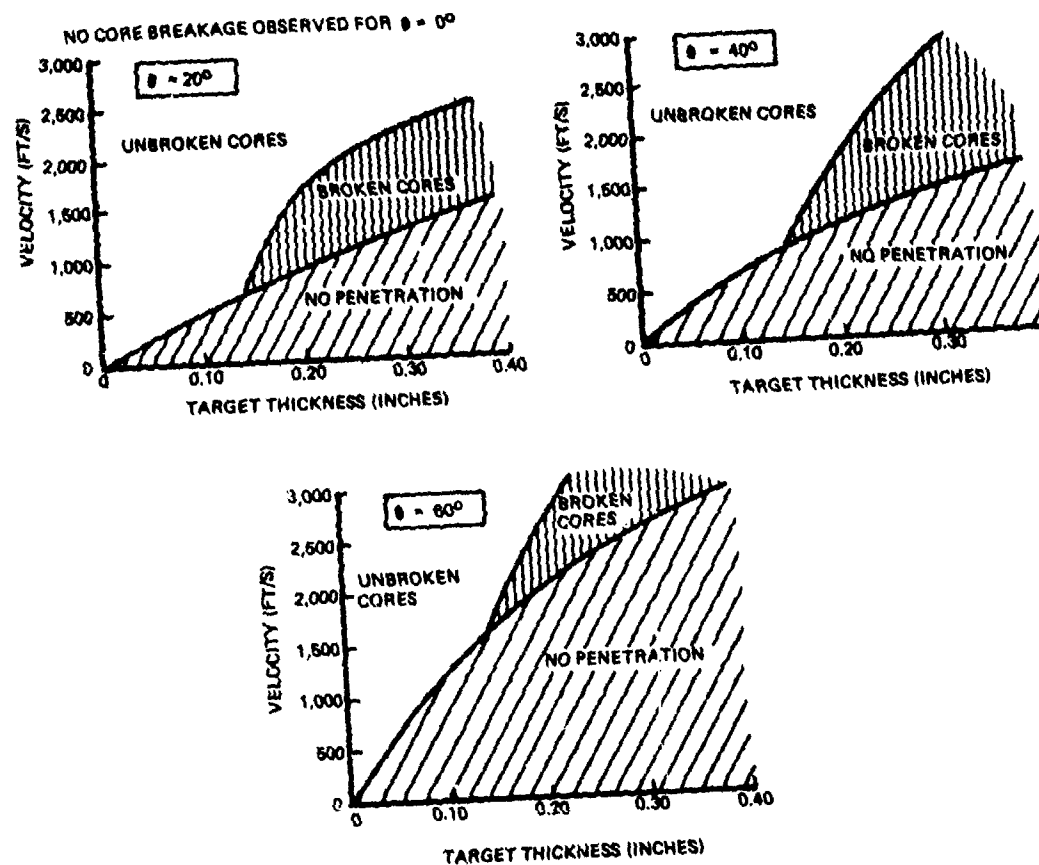 NO CORE BREAKAGE OBSERVED FOR θ = 0º
3,000
2,500
2,000
1,500
1,000
500
0
VELOCITY (FT/S)
θ = 20º
UNBROKEN CORES
BROKEN CORES
NO PENETRATION
0
0.10
0.20
0.30
0.40
TARGET THICKNESS (INCHES)
3,000
2,500
2,000
1,500
1,000
500
0
VELOCITY (FT/S)
θ = 40º
UNBROKEN CORES
BROKEN CORES
NO PENETRATION
0
0.10
0.20
0.30
TARGET THICKNESS (INCHES)
3,000
2,500
2,000
1,500
1,000
500
0
VELOCITY (FT/S)
θ = 60º
UNBROKEN
CORES
BROKEN
CORES
NO PENETRATION
0
0.10
0.20
0.30
0.40
TARGET THICKNESS (INCHES)